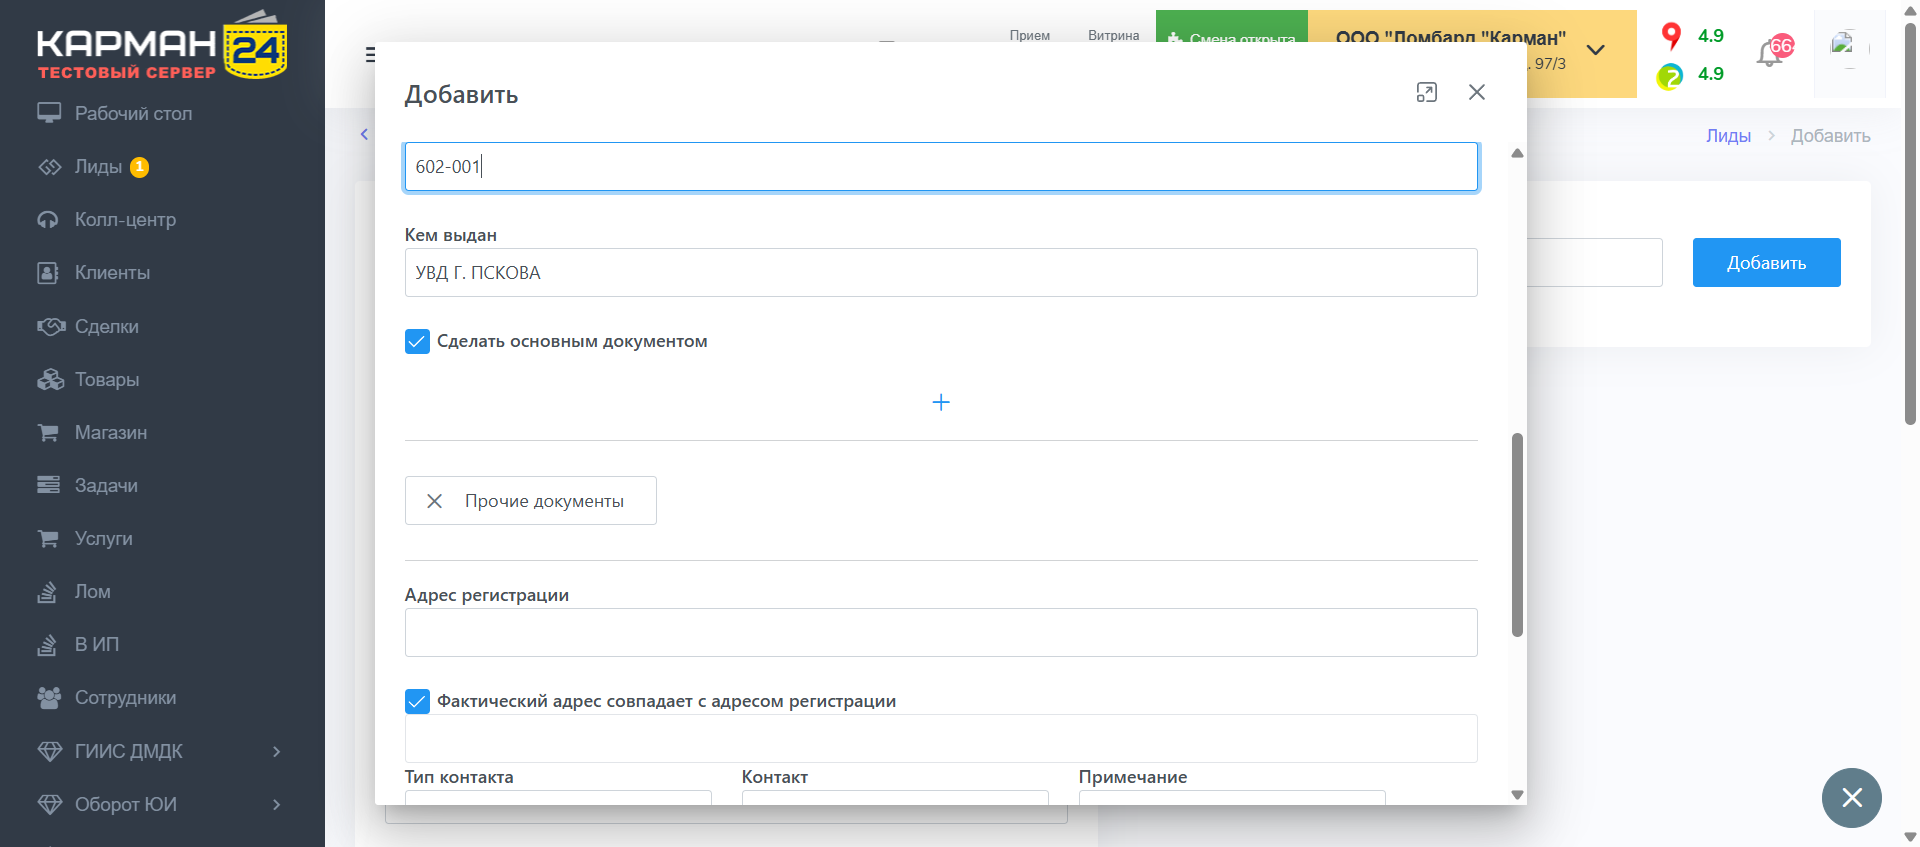 КАРМАН 24
ТЕСТОВЫЙ СЕРВЕР
Рабочий стол
Лиды 1
Колл-центр
Клиенты
Сделки
Товары
Магазин
Задачи
Услуги
Лом
В ИП
Сотрудники
ГИИС ДМДК
Оборот ЮИ
Прием
Витрина
Смена открыта
ООО "Ломбард "Карман"
. 97/3
4.9
4.9
66
Лиды
Добавить
Добавить
Добавить
602-001
Кем выдан
УВД Г. ПСКОВА
Сделать основным документом
Прочие документы
Адрес регистрации
Фактический адрес совпадает с адресом регистрации
Тип контакта
Контакт
Примечание